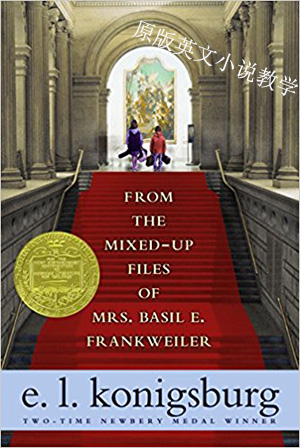 原版英文小说教学
FROM
THE
MIXED-UP
FILES
OF
MRS. BASIL E.
FRANKWEILER
e. l. konigsburg
TWO-TIME NEWBERY MEDAL WINNER